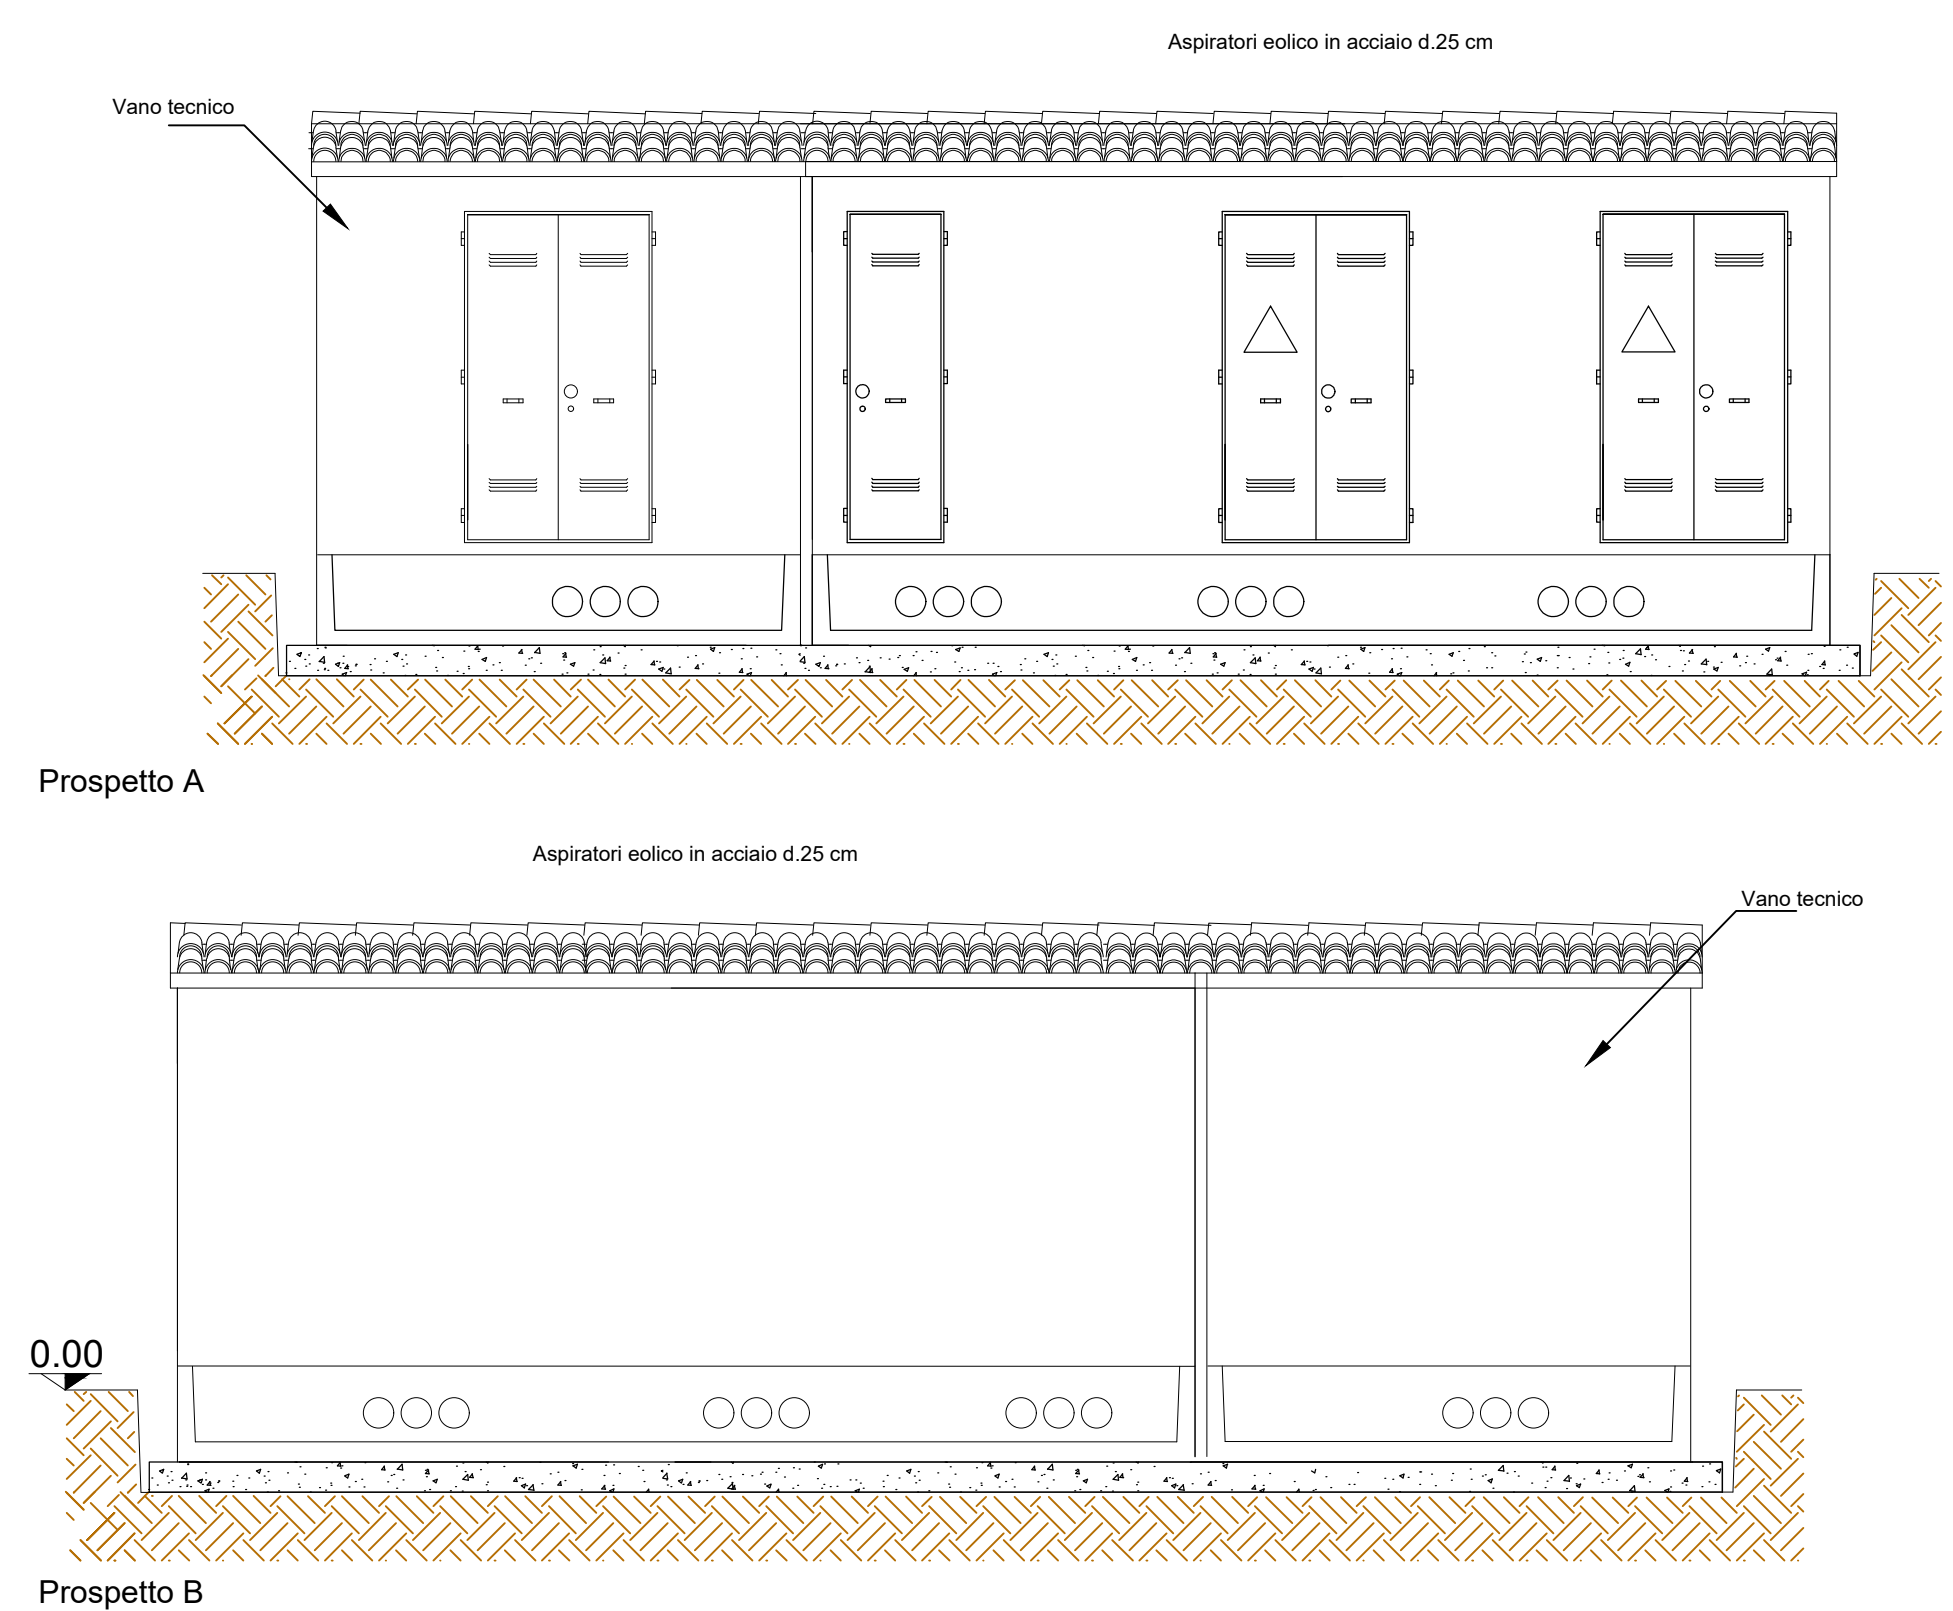 Aspiratori eolico in acciaio d.25 cm
Vano tecnico
Prospetto A
Aspiratori eolico in acciaio d.25 cm
Vano tecnico
0.00
Prospetto B